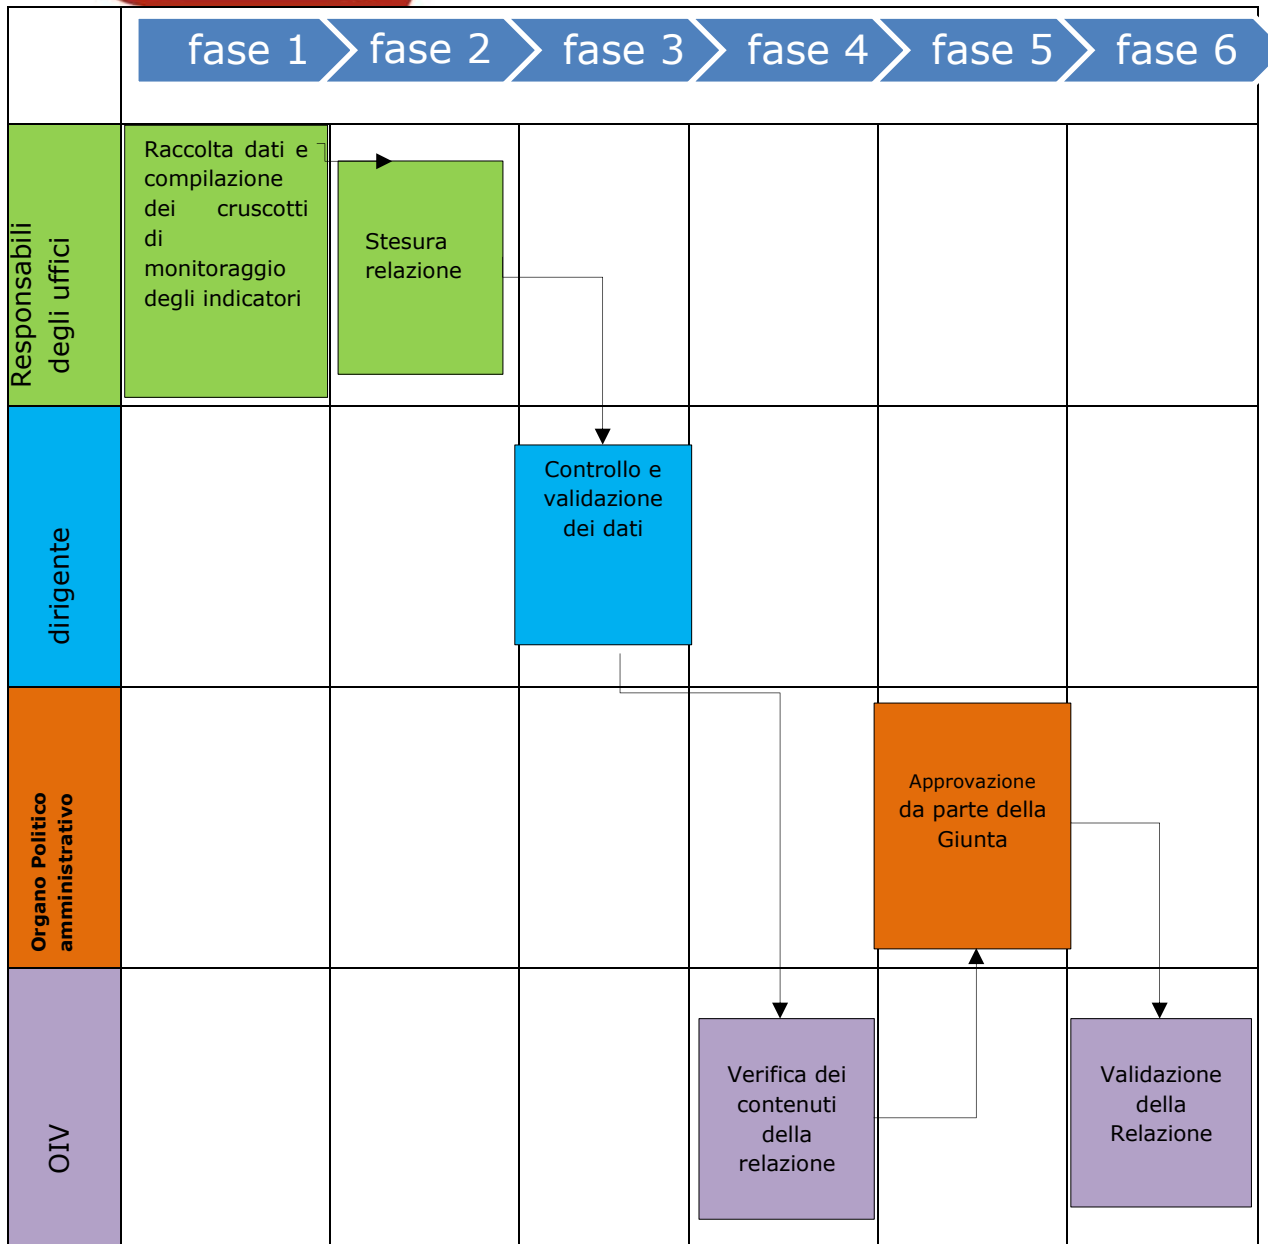 fase 1
fase 2
fase 3
fase 4
fase 5
fase 6
Responsabili
degli uffici
Raccolta dati e
compilazione
dei cruscotti
di
monitoraggio
degli indicatori
Stesura
relazione
dirigente
Controllo e
validazione
dei dati
Organo Politico
amministrativo
Approvazione
da parte della
Giunta
OIV
Verifica dei
contenuti
della
relazione
Validazione
della
Relazione